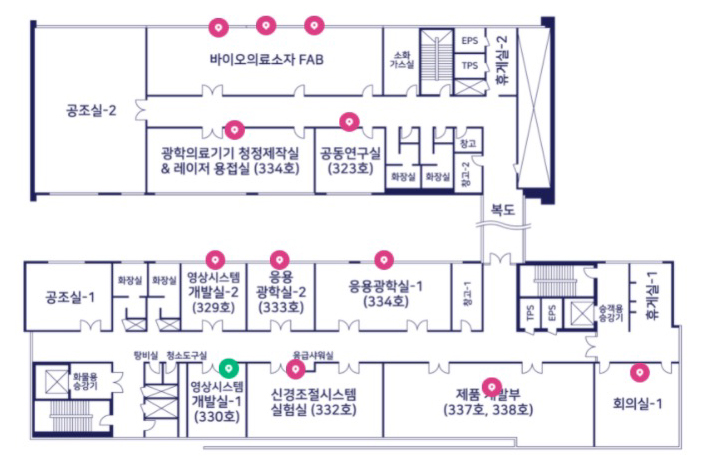 바이오의료소자 FAB
소화
가스실
EPS
TPS
휴게실-2
공조실-2
광학의료기기 청정제작실
& 레이저 용접실 (334호)
공동연구실
(323호)
화장실
화장실
창고
창고-2
복도
공조실-1
화장실
화장실
영상시스템
개발실-2
(329호)
응용
광학실-2
(333호)
응용광학실-1
(334호)
창고-1
TPS
EPS
승객용
승강기
휴게실-1
탕비실
청소도구실
응급샤워실
화물용
승강기
영상시스템
개발실-1
(330호)
신경조절시스템
실험실 (332호)
제품 개발부
(337호, 338호)
회의실-1